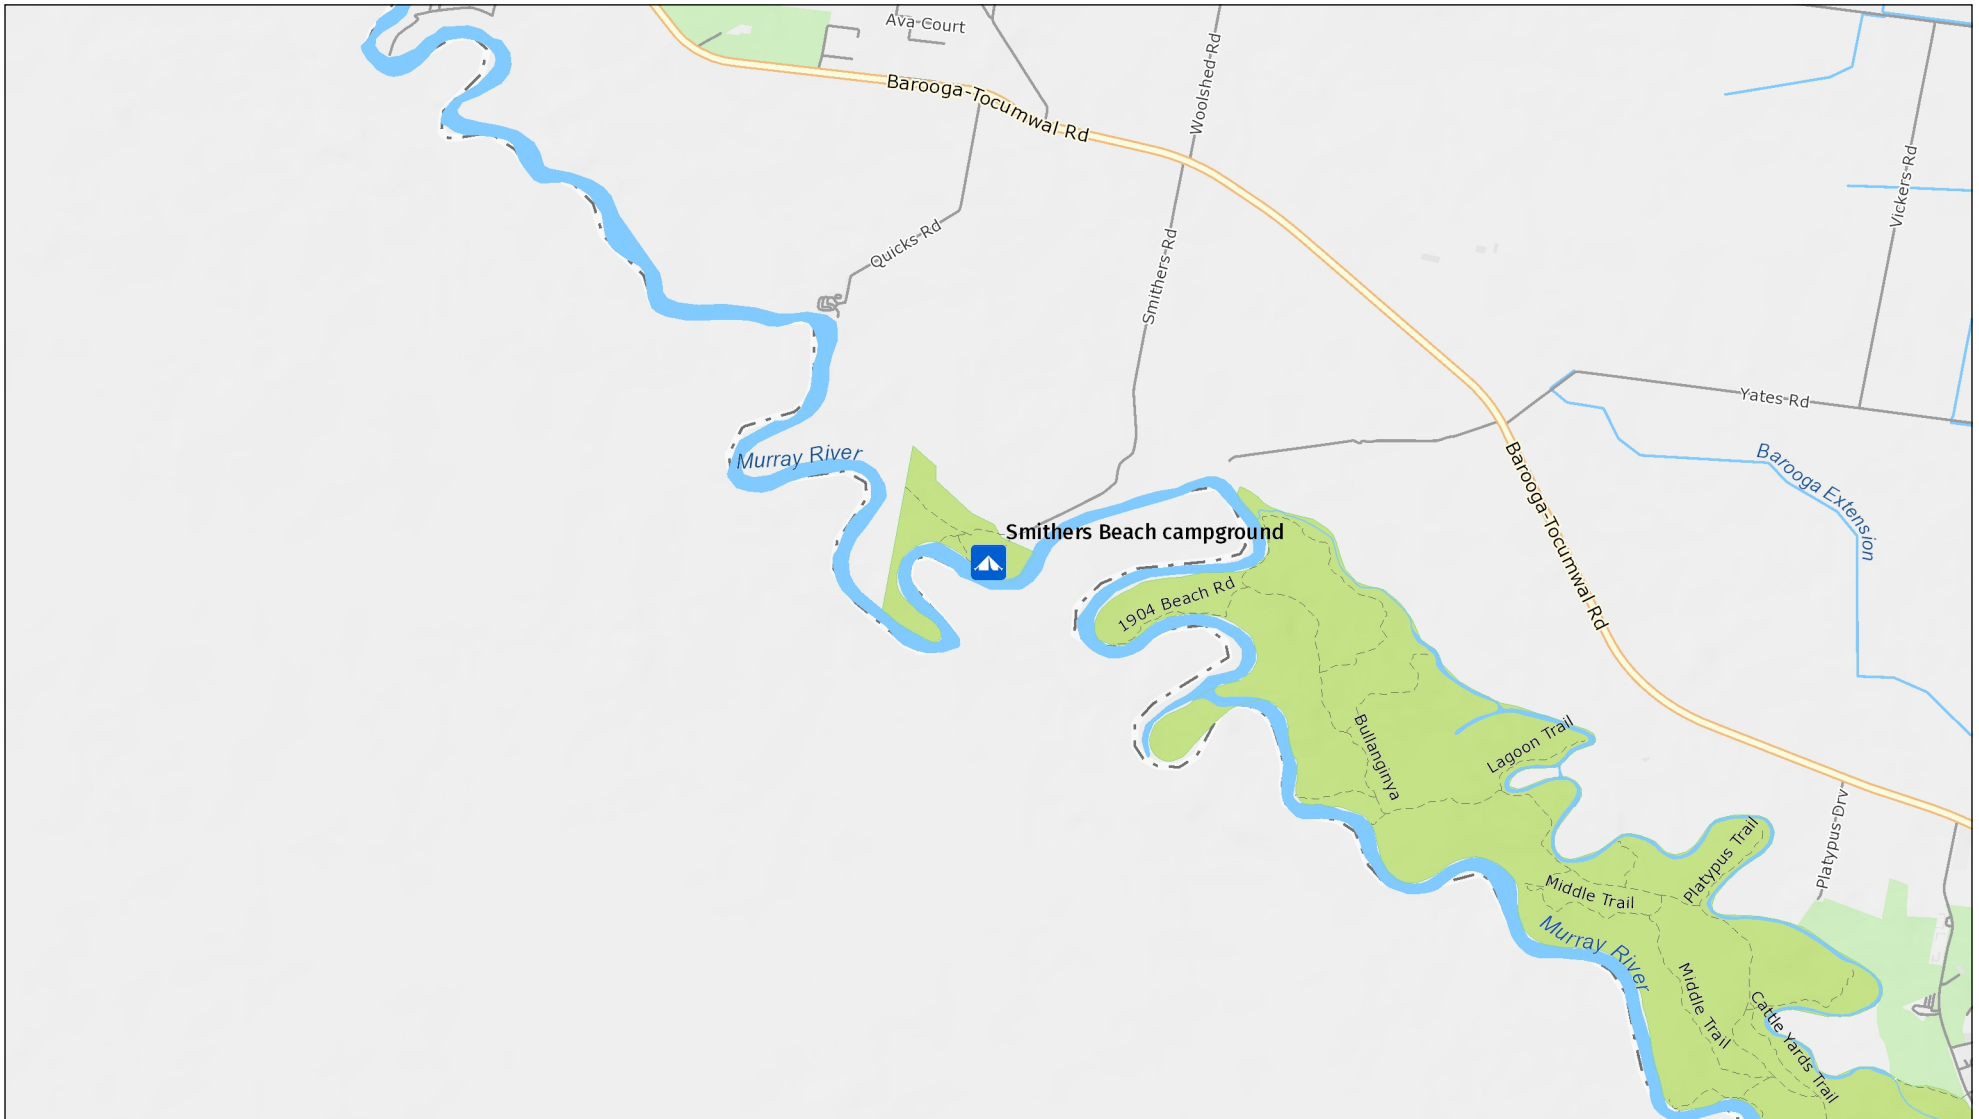 Ava Court
Barooga-Tocumwal Rd
Woolshed Rd
Vickers Rd
Quicks Rd
Smithers Rd
Yates Rd
Murray River
Barooga Extension
Smithers Beach campground
Barooga-Tocumwal Rd
1904 Beach Rd
Bullanginya
Lagoon Trail
Platypus Trail
Platypus Drv
Middle Trail
Murray River
Middle Trail
Cattle Yards Trail